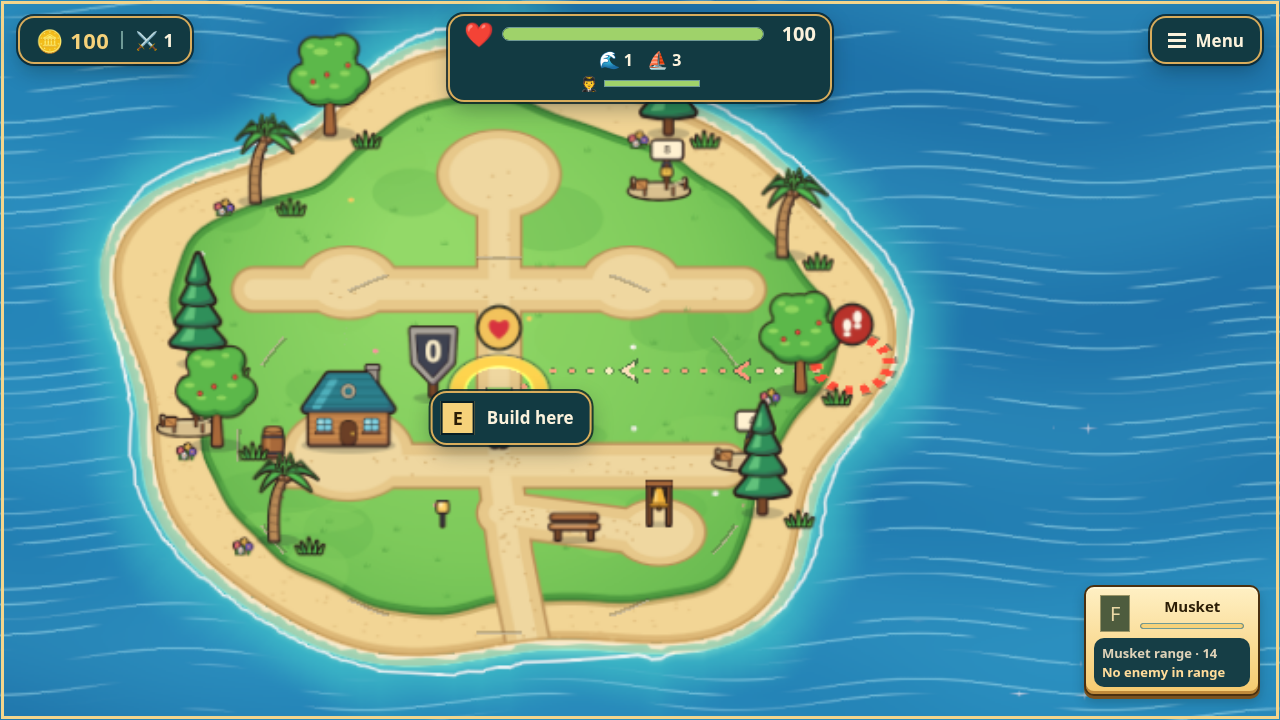 100 1
100
1 3
Menu
0
E Build here
F Musket
Musket range · 14
No enemy in range